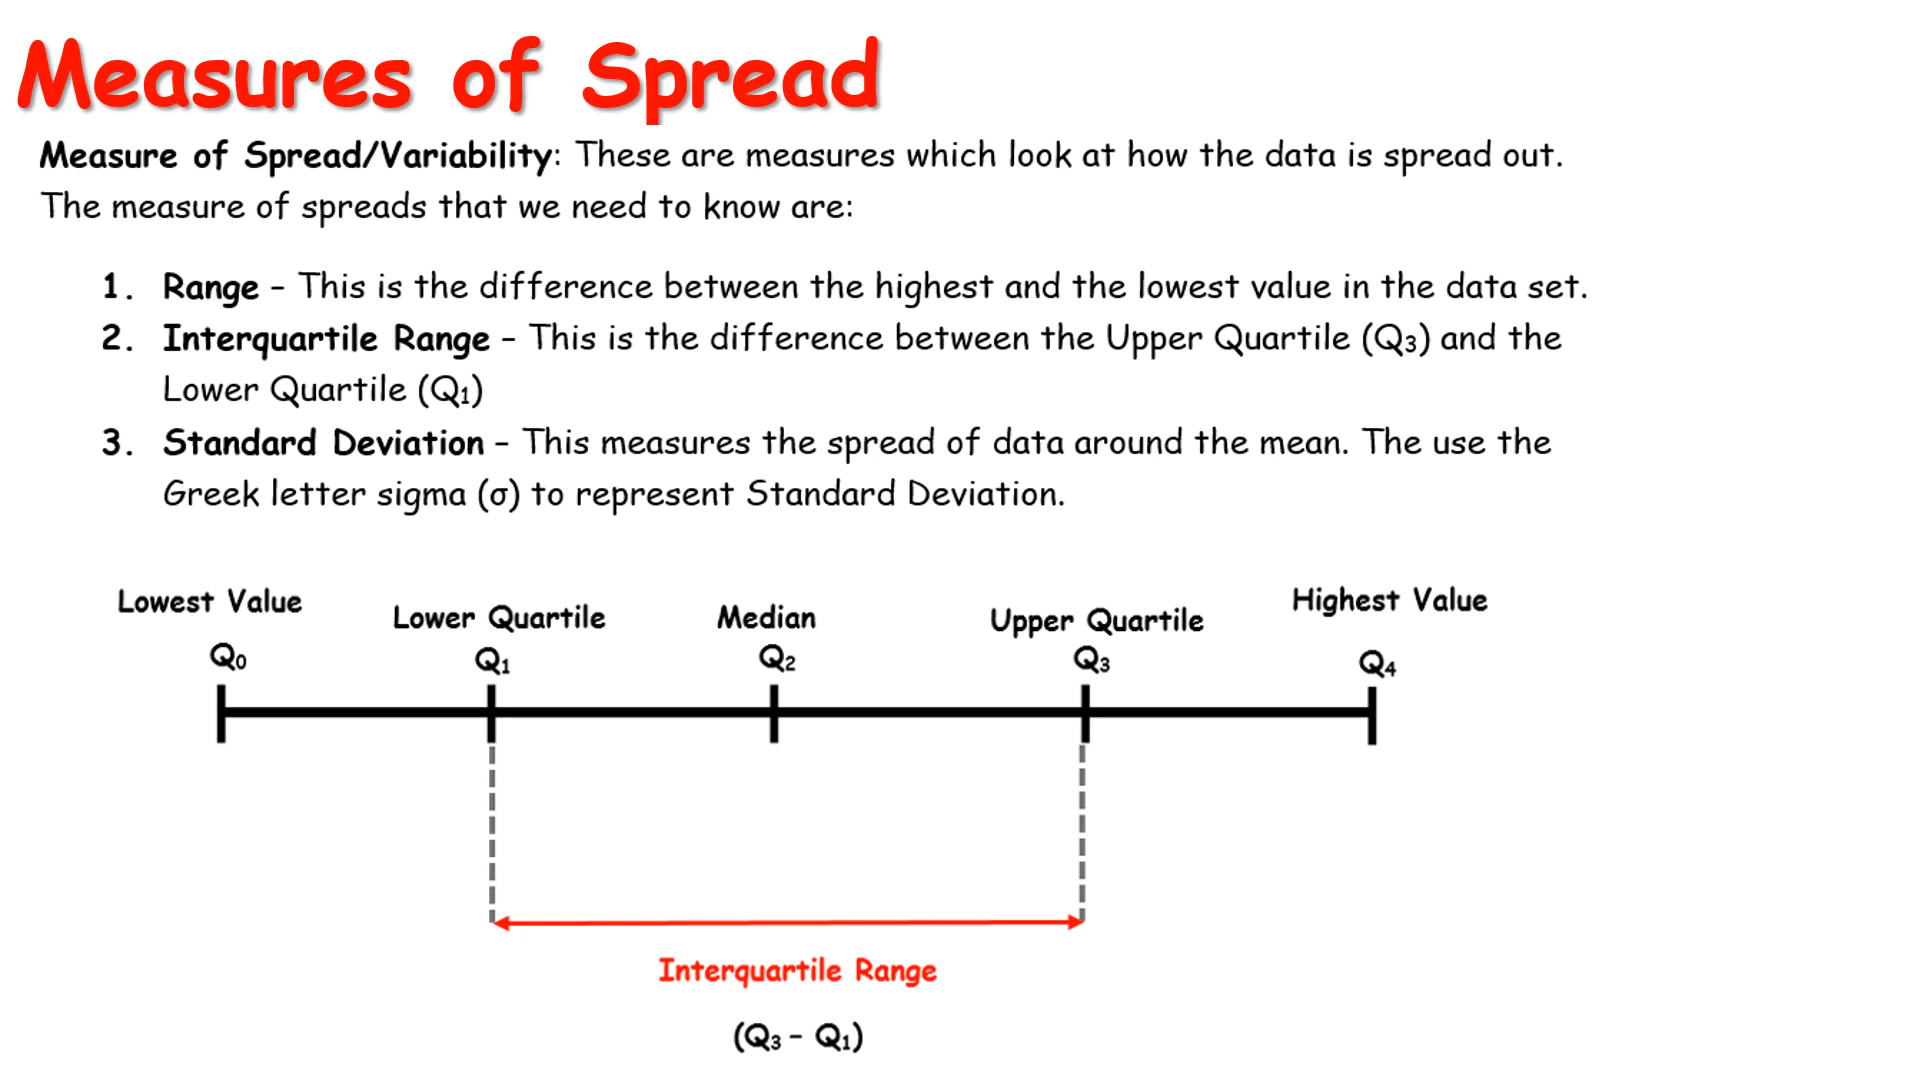 Measures of Spread
Measure of Spread/Variability: These are measures which look at how the data is spread out.
The measure of spreads that we need to know are:
1. Range – This is the difference between the highest and the lowest value in the data set.
2. Interquartile Range – This is the difference between the Upper Quartile (Q₃) and the
Lower Quartile (Q₁)
3. Standard Deviation – This measures the spread of data around the mean. The use the
Greek letter sigma (σ) to represent Standard Deviation.
Lowest Value
Q₀
Lower Quartile
Q₁
Median
Q₂
Upper Quartile
Q₃
Highest Value
Q₄
Interquartile Range
(Q₃ – Q₁)